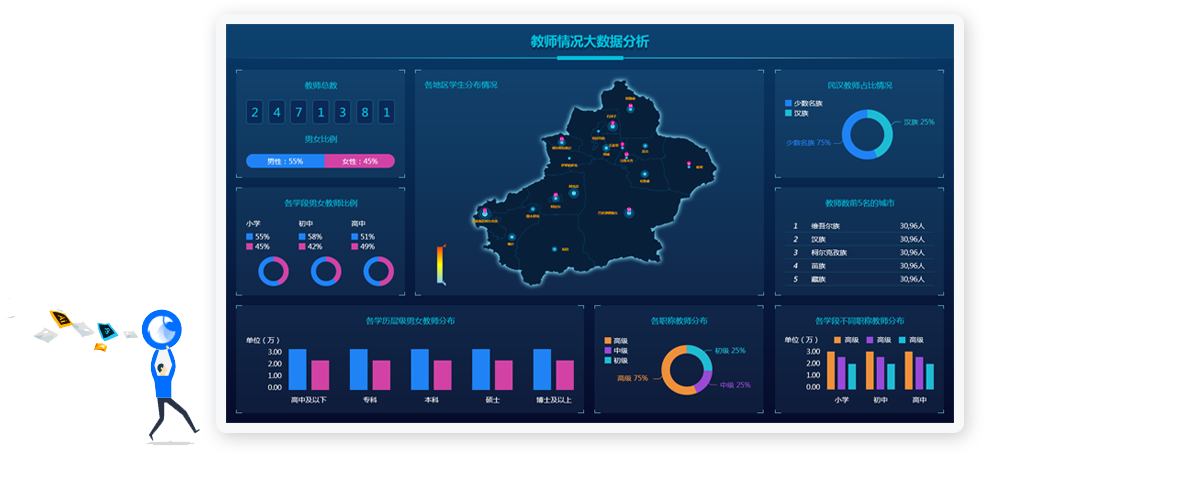 教师情况大数据分析
教师总数
2 4 7 1 3 8 1
男女比例
男性：55% 女性：45%
各学段男女教师比例
小学 初中 高中
55% 58% 51%
45% 42% 49%
各地区学生分布情况
民汉教师占比情况
少数名族
汉族
汉族 25%
少数名族 75%
教师数前5名的城市
1 维吾尔族 30,96人
2 汉族 30,96人
3 柯尔克孜族 30,96人
4 苗族 30,96人
5 藏族 30,96人
各学历层级男女教师分布
单位（万）
3.00
2.00
1.00
0.00
高中及以下 专科 本科 硕士 博士及以上
各职称教师分布
高级
中级
初级
初级 25%
高级 75%
中级 25%
各学段不同职称教师分布
单位（万） 高级 高级 高级
3.00
2.00
1.00
0.00
小学 初中 高中